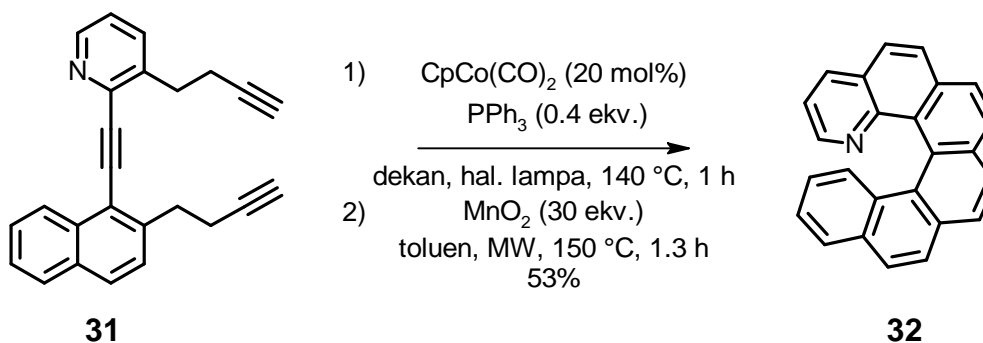 N
31
1) CpCo(CO)2 (20 mol%)
PPh3 (0.4 ekv.)
dekan, hal. lampa, 140 °C, 1 h
2) MnO2 (30 ekv.)
toluen, MW, 150 °C, 1.3 h
53%
N
32